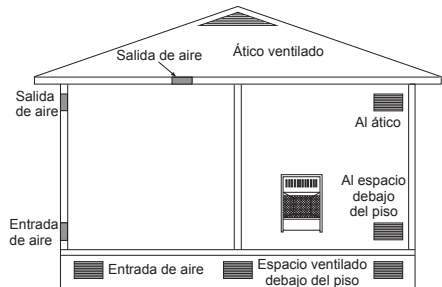 Salida de aire
Ático ventilado
Salida
de aire
Al ático
Al espacio
debajo
del piso
Entrada
de aire
Entrada de aire
Espacio ventilado
debajo del piso